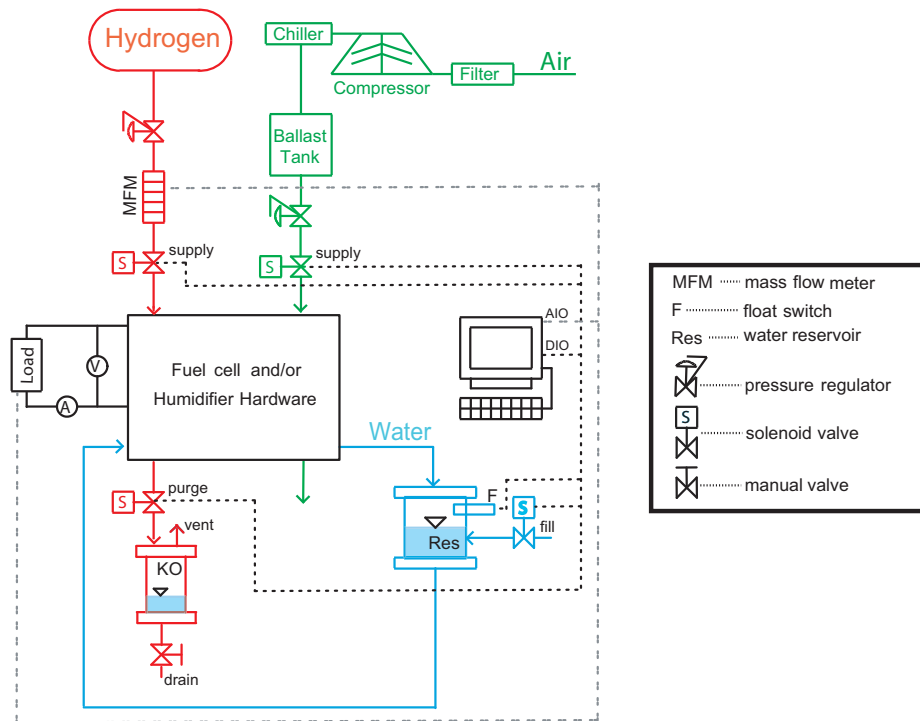 Hydrogen
Chiller
Compressor
Filter
Air
Ballast
Tank
MFM
S
supply
S
supply
Load
V
A
Fuel cell and/or
Humidifier Hardware
AIO
DIO
Water
S
purge
vent
KO
drain
F
S
fill
Res
MFM mass flow meter
F float switch
Res water reservoir
pressure regulator
S
solenoid valve
manual valve